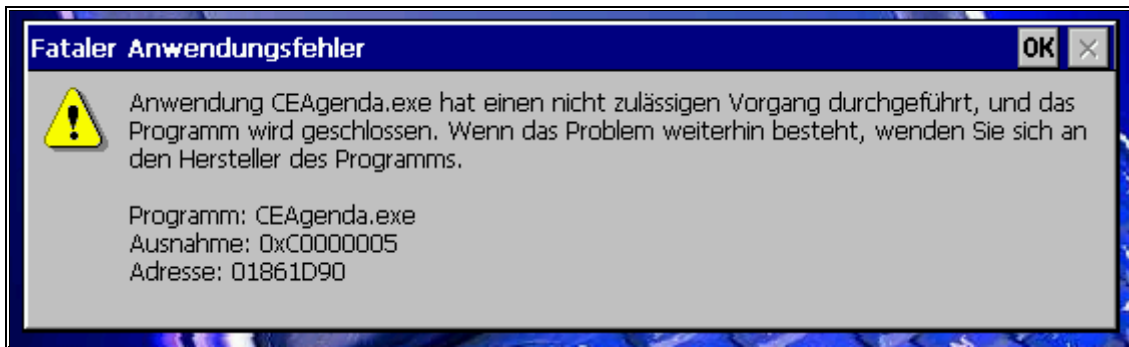 Fataler Anwendungsfehler OK
Anwendung CEAgenda.exe hat einen nicht zulässigen Vorgang durchgeführt, und das
Programm wird geschlossen. Wenn das Problem weiterhin besteht, wenden Sie sich an
den Hersteller des Programms.
Programm: CEAgenda.exe
Ausnahme: 0xC0000005
Adresse: 01861D90